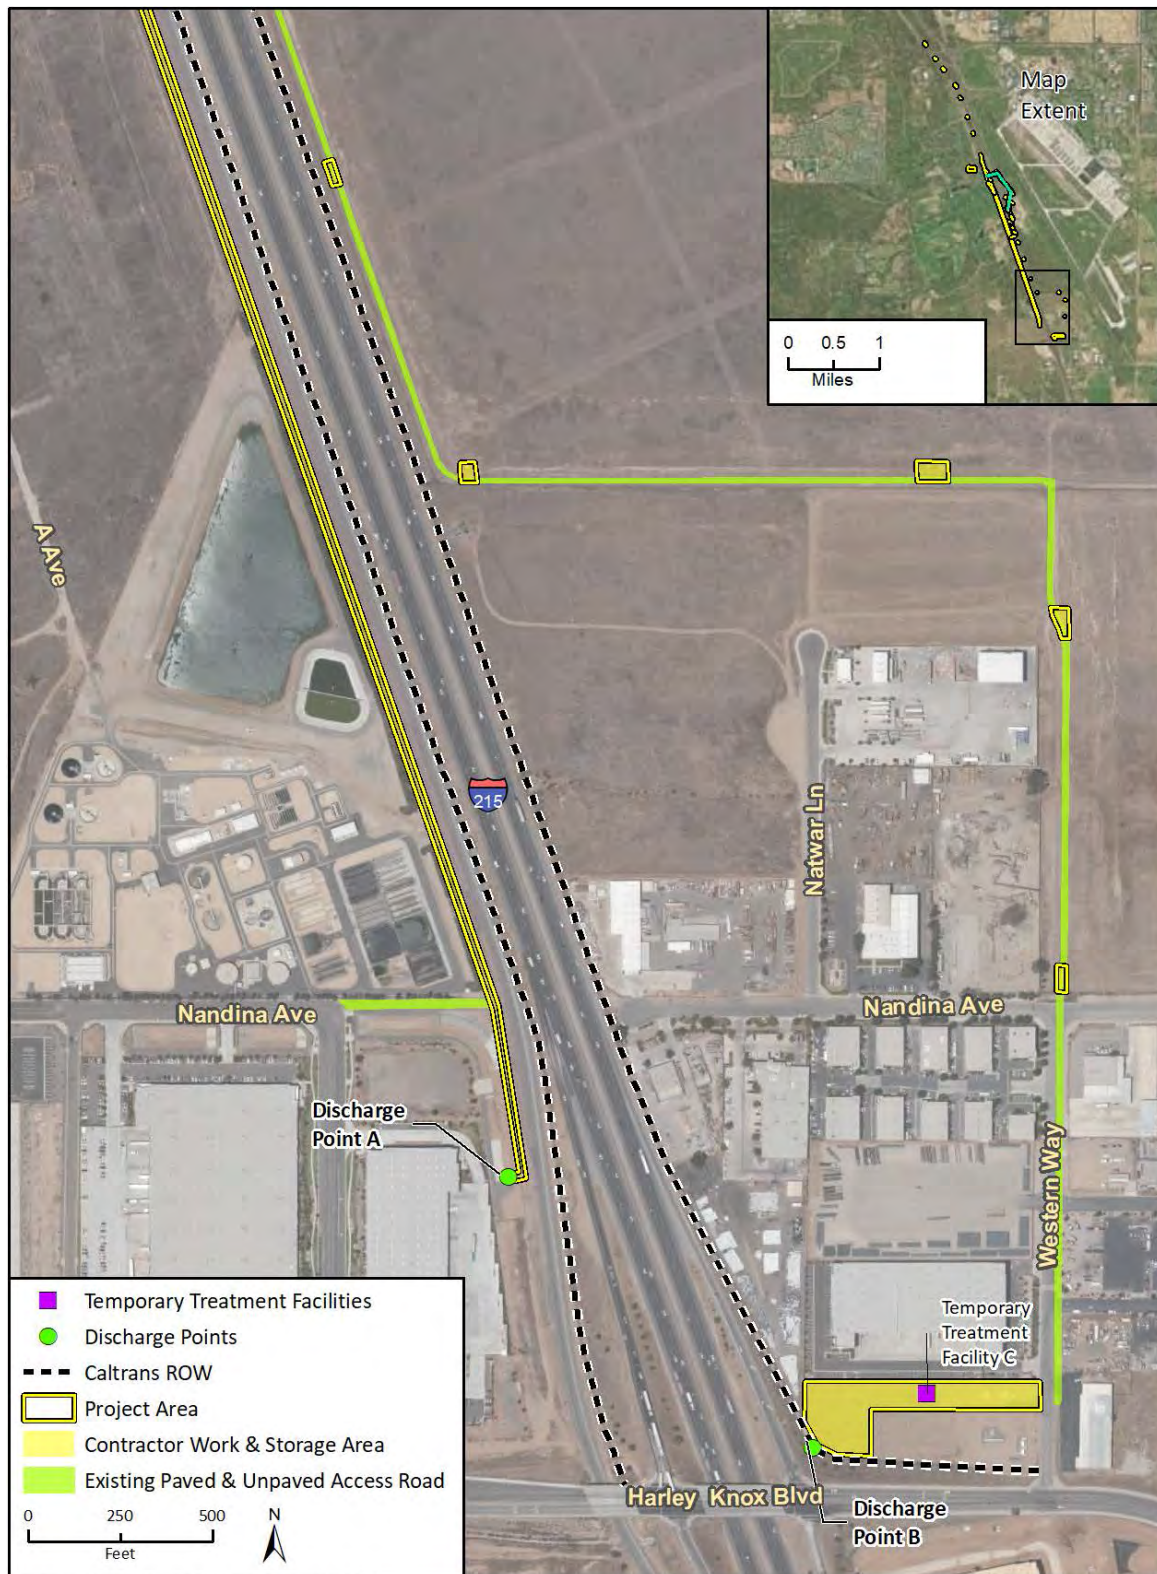 Map
Extent
0 0.5 1
Miles
A Ave
215
Natwar Ln
Nandina Ave
Nandina Ave
Discharge
Point A
Western Way
Temporary
Treatment
Facility C
Harley Knox Blvd
Discharge
Point B
Temporary Treatment Facilities
Discharge Points
Caltrans ROW
Project Area
Contractor Work & Storage Area
Existing Paved & Unpaved Access Road
0 250 500
Feet
N